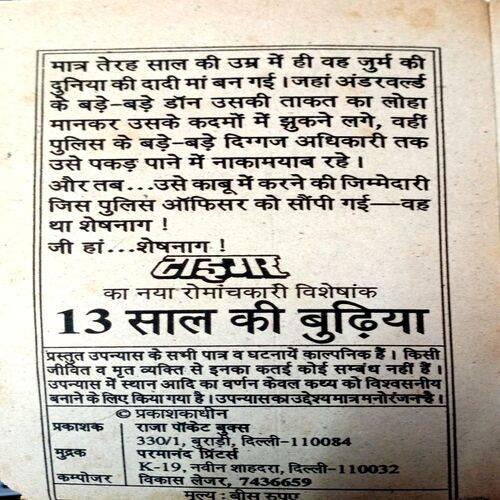 मात्र तेरह साल की उम्र में ही वह जुर्म की
दुनिया की दादी मां बन गई। जहां अंडरवर्ल्ड
के बड़े-बड़े डॉन उसकी ताकत का लोहा
मानकर उसके कदमों में झुकने लगे, वहीं
पुलिस के बड़े-बड़े दिग्गज अधिकारी तक
उसे पकड़ पाने में नाकामयाब रहे।
और तब...उसे काबू में करने की जिम्मेदारी
जिस पुलिस ऑफिसर को सौंपी गई—वह
था शेषनाग !
जी हां...शेषनाग !
का नया रोमांचकारी विशेषांक
13 साल की बुढ़िया
प्रस्तुत उपन्यास के सभी पात्र व घटनायें काल्पनिक हैं। किसी
जीवित व मृत व्यक्ति से इनका कतई कोई सम्बंध नहीं हैं।
उपन्यास में स्थान आदि का वर्णन केवल कथ्य को विश्वसनीय
बनाने के लिए किया गया है। उपन्यास का उद्देश्य मात्र मनोरंजन है।
© प्रकाशकाधीन
प्रकाशक राजा पॉकेट बुक्स
330/1, बुराड़ी, दिल्ली-110084
मुद्रक परमानंद प्रिंटर्स
K-19, नवीन शाहदरा, दिल्ली-110032
कम्पोजर विकास लेजर, 7436659
मूल्य : बीस रुपए